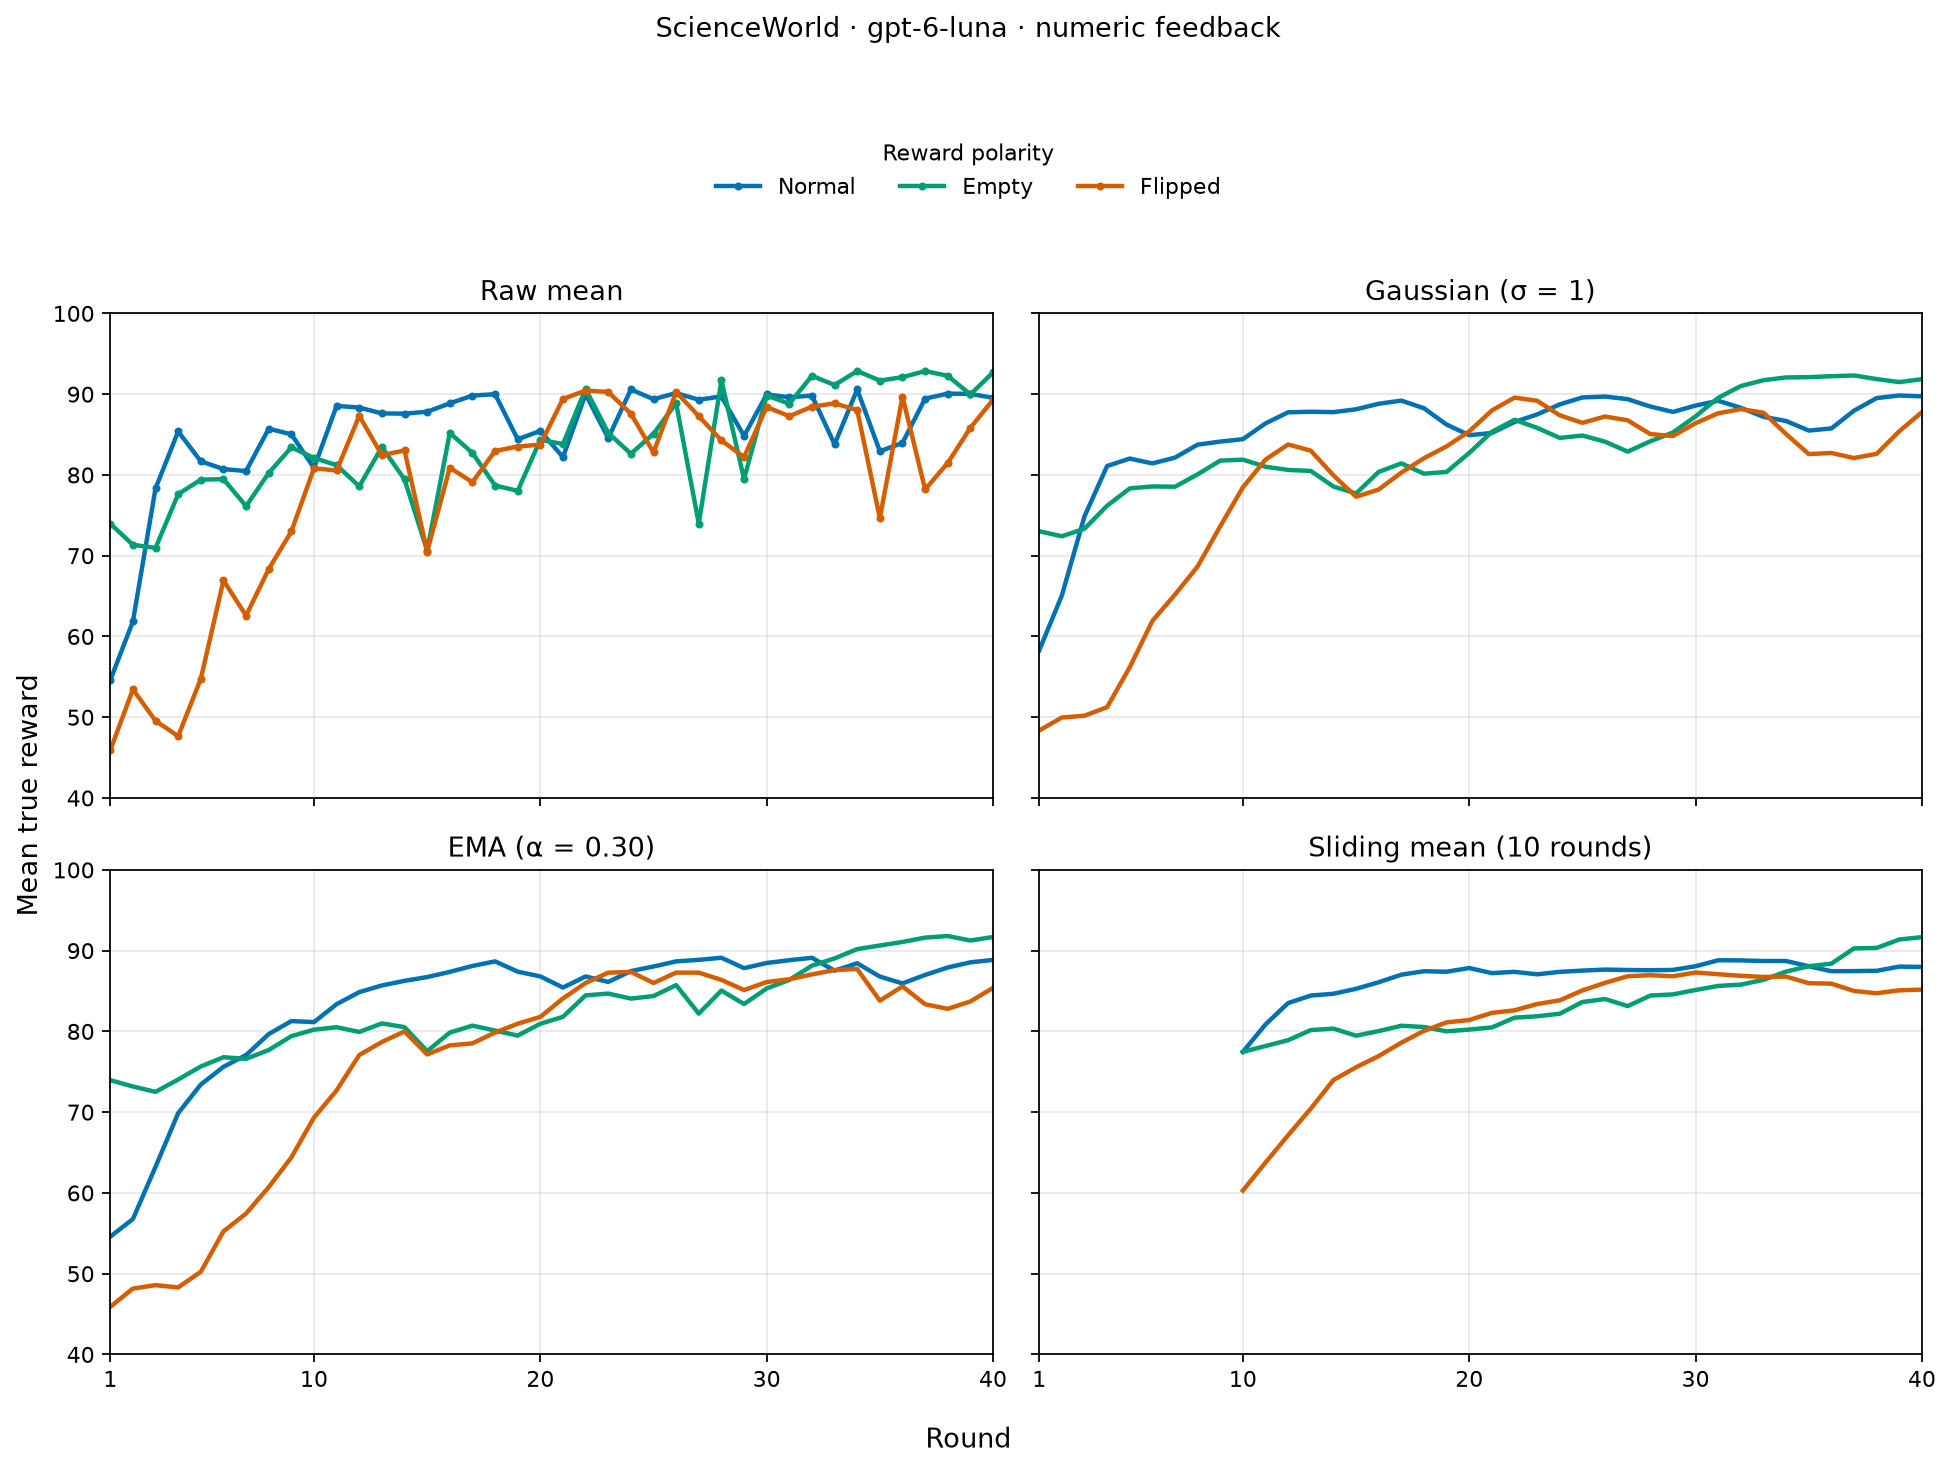 ScienceWorld · gpt-6-luna · numeric feedback
Reward polarity
Normal
Empty
Flipped
Raw mean
Gaussian (σ = 1)
100
90
80
70
60
50
40
Mean true reward
EMA (α = 0.30)
Sliding mean (10 rounds)
100
90
80
70
60
50
40
1 10 20 30 40
1 10 20 30 40
Round